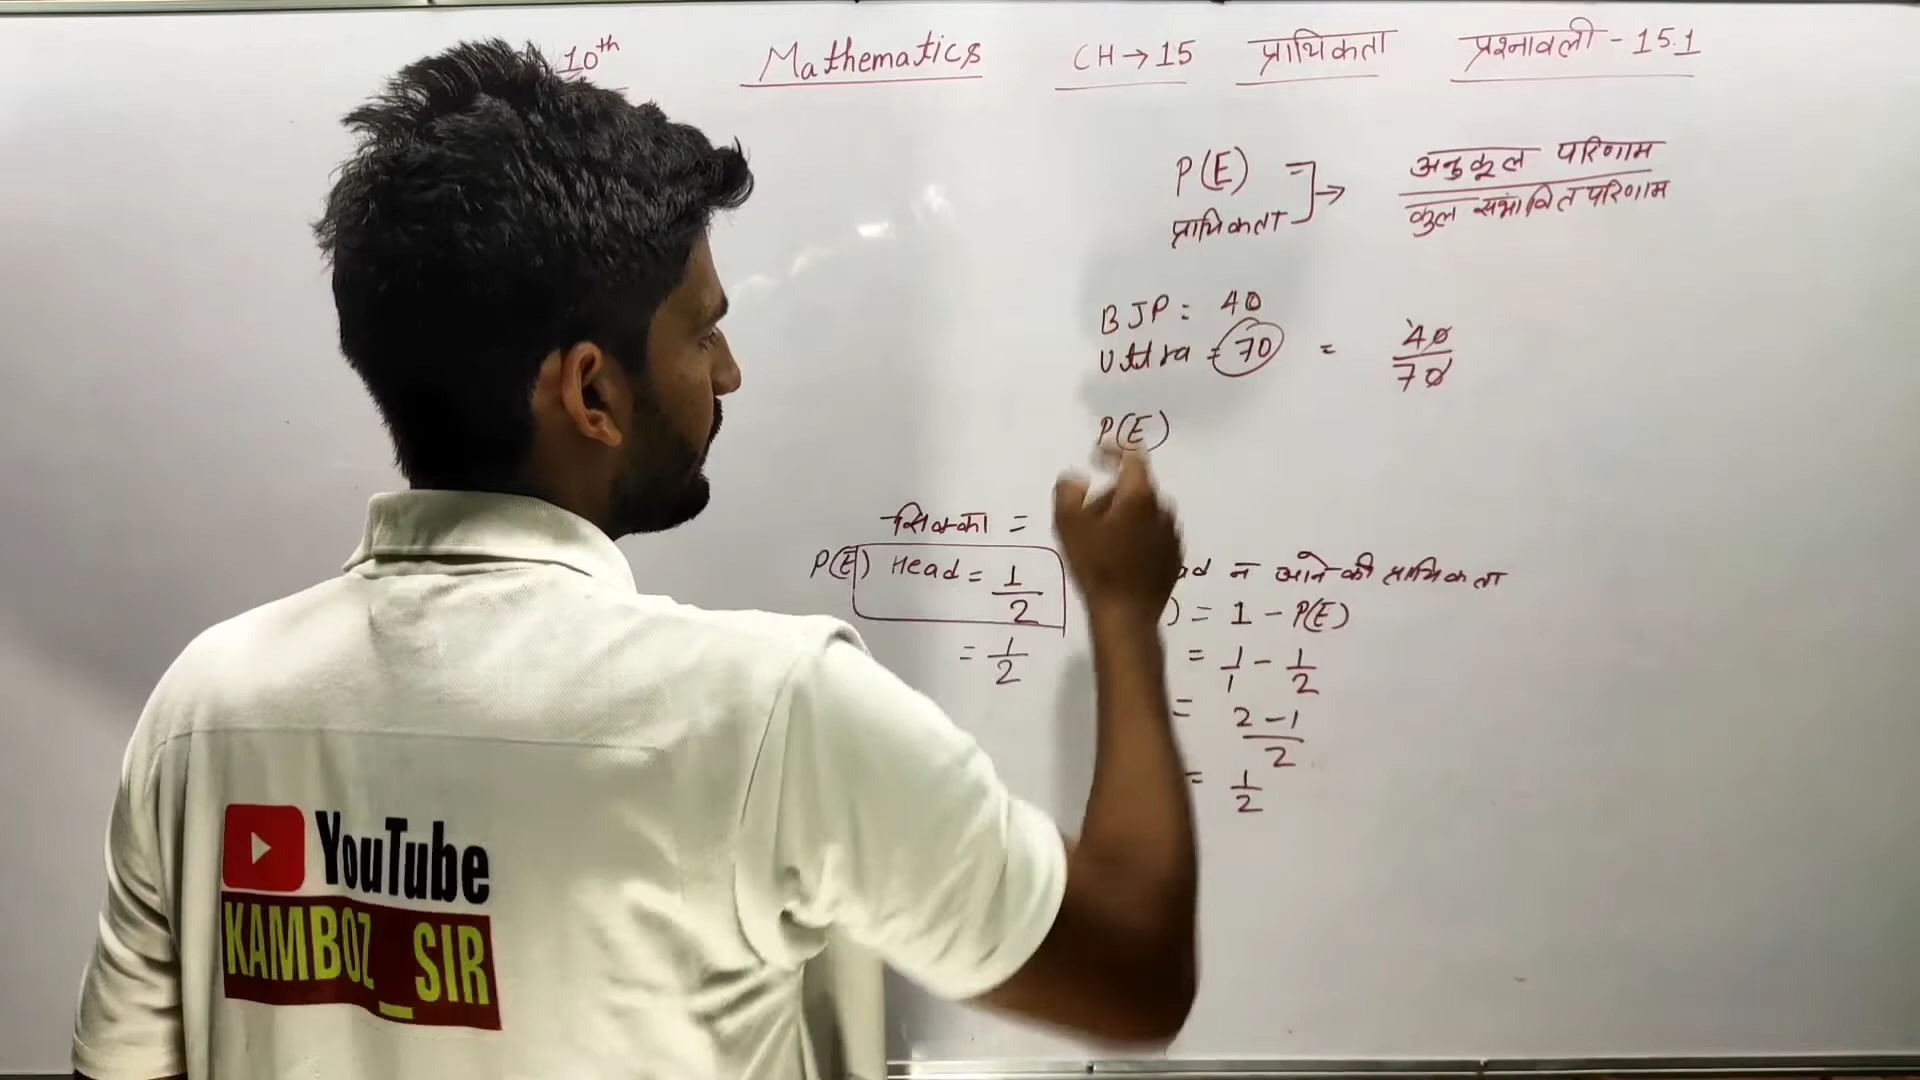 10th Mathematics CH → 15 प्राथिकता प्रश्नावली - 15.1
P(E) = अनुकूल परिणाम
प्राथिकता → कुल संभावित परिणाम
BJP = 40
= 70 = 40/70
P(E)
सिक्का =
P(E) Head = 1/2
= 1/2
न आने की प्राथिकता
) = 1 - P(E)
= 1/1 - 1/2
= 2-1/2
= 1/2
YouTube
KAMBOZ_SIR